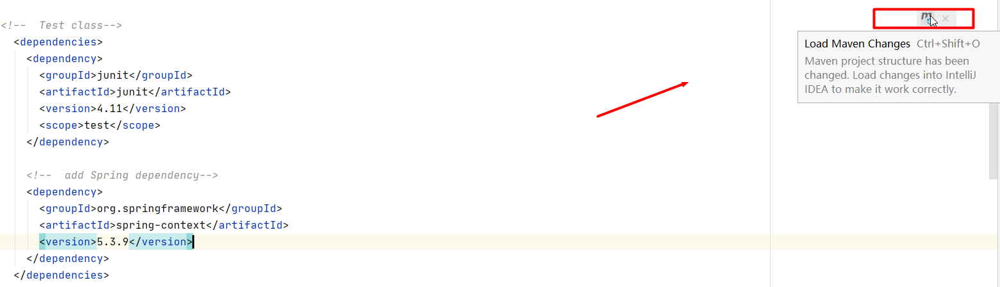 <!--  Test class-->
<dependencies>
<dependency>
<groupId>junit</groupId>
<artifactId>junit</artifactId>
<version>4.11</version>
<scope>test</scope>
</dependency>
<!--  add Spring dependency-->
<dependency>
<groupId>org.springframework</groupId>
<artifactId>spring-context</artifactId>
<version>5.3.9</version>
</dependency>
</dependencies>
m
Load Maven Changes Ctrl+Shift+O
Maven project structure has been
changed. Load changes into IntelliJ
IDEA to make it work correctly.